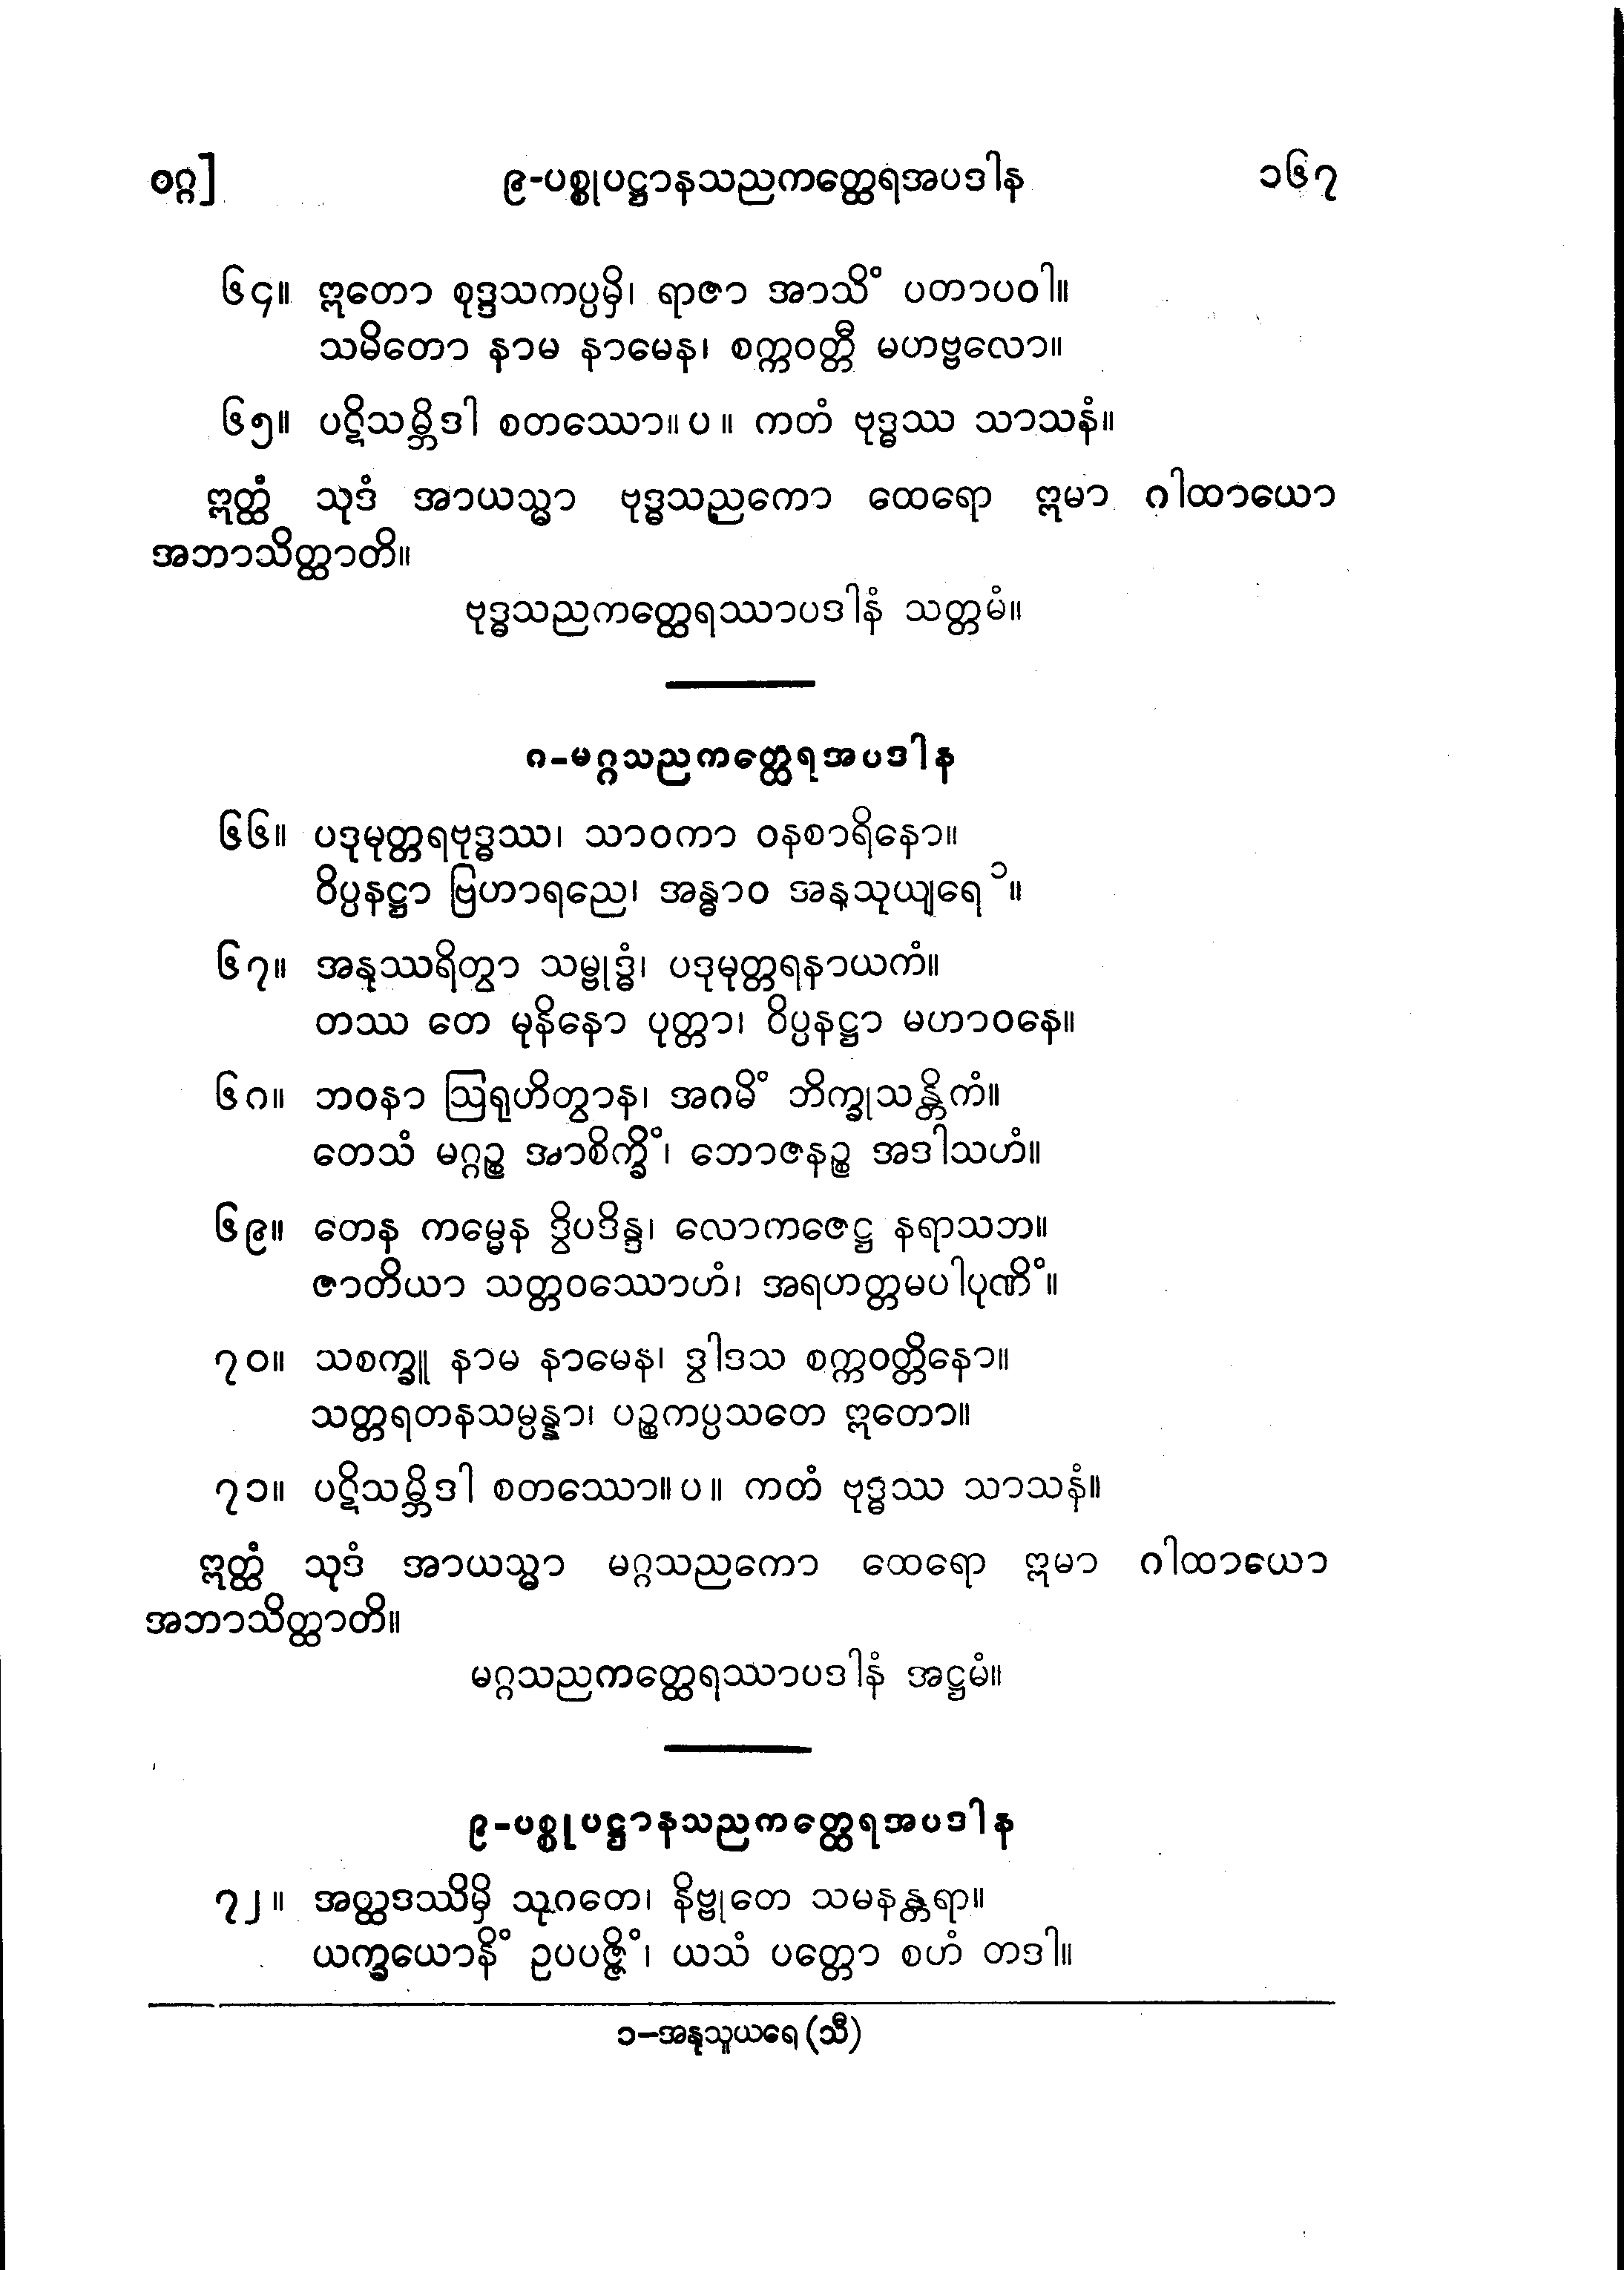 ဝဂ္ဂ] ၉-ပစ္စုပဋ္ဌာနသညကတ္ထေရအပဒါန ၁၆၇
၆၄။ ဣတော စုဒ္ဒသကပ္ပမှိ၊ ရာဇာ အာသိံ ပတာပဝါ။
သမိတော နာမ နာမေန၊ စက္ကဝတ္တီ မဟဗ္ဗလော။
၆၅။ ပဋိသမ္ဘိဒါ စတဿော။ပ။ ကတံ ဗုဒ္ဓဿ သာသနံ။
ဣတ္ထံ သုဒံ အာယသ္မာ ဗုဒ္ဓသညကော ထေရော ဣမာ ဂါထာယော
အဘာသိတ္ထာတိ။
ဗုဒ္ဓသညကတ္ထေရဿာပဒါနံ သတ္တမံ။
၈-မဂ္ဂသညကတ္ထေရအပဒါန
၆၆။ ပဒုမုတ္တရဗုဒ္ဓဿ၊ သာဝကာ ဝနစာရိနော။
ဝိပ္ပနဋ္ဌာ ဗြဟာရညေ၊ အန္ဓာဝ အနုသုယျရေ ၁။
၆၇။ အနုဿရိတွာ သမ္ဗုဒ္ဓံ၊ ပဒုမုတ္တရနာယကံ။
တဿ တေ မုနိနော ပုတ္တာ၊ ဝိပ္ပနဋ္ဌာ မဟာဝနေ။
၆၈။ ဘဝနာ ဩရုဟိတွာန၊ အဂမိံ ဘိက္ခုသန္တိကံ။
တေသံ မဂ္ဂဉ္စ အာစိက္ခိံ၊ ဘောဇနဉ္စ အဒါသဟံ။
၆၉။ တေန ကမ္မေန ဒွိပဒိန္ဒ၊ လောကဇေဋ္ဌ နရာသဘ။
ဇာတိယာ သတ္တဝဿောဟံ၊ အရဟတ္တမပါပုဏိံ။
၇၀။ သစက္ခူ နာမ နာမေန၊ ဒွါဒသ စက္ကဝတ္တိနော။
သတ္တရတနသမ္ပန္နာ၊ ပဉ္စကပ္ပသတေ ဣတော။
၇၁။ ပဋိသမ္ဘိဒါ စတဿော။ပ။ ကတံ ဗုဒ္ဓဿ သာသနံ။
ဣတ္ထံ သုဒံ အာယသ္မာ မဂ္ဂသညကော ထေရော ဣမာ ဂါထာယော
အဘာသိတ္ထာတိ။
မဂ္ဂသညကတ္ထေရဿာပဒါနံ အဋ္ဌမံ။
၉-ပစ္စုပဋ္ဌာနသညကတ္ထေရအပဒါန
၇၂။ အတ္ထဒဿိမှိ သုဂတေ၊ နိဗ္ဗုတေ သမနန္တရာ။
ယက္ခယောနိံ ဥပပဇ္ဇိံ၊ ယသံ ပတ္တော စဟံ တဒါ။
၁-အနုသူယရေ (သီ)